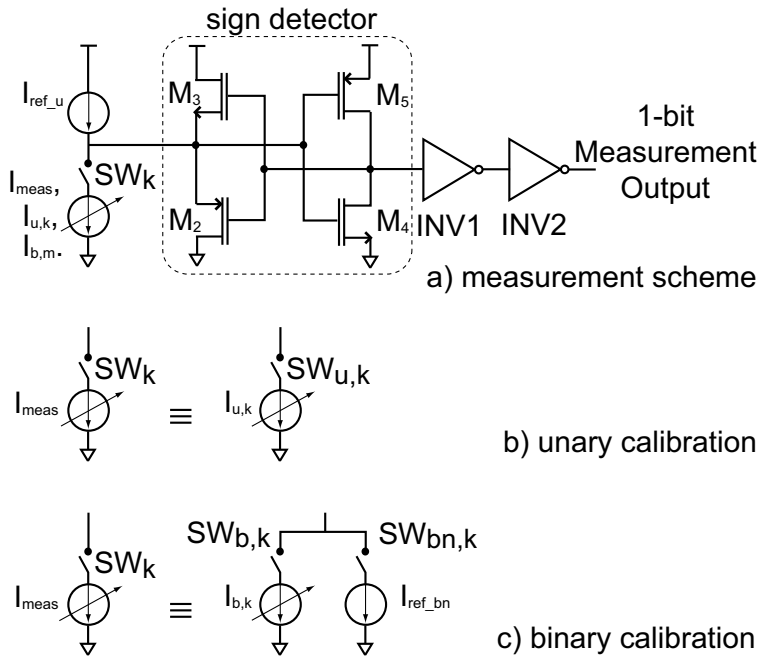 sign detector
I_ref_u
M3
M5
1-bit
Measurement
Output
SWk
I_meas,
I_u,k,
I_b,m.
M2
M4
INV1
INV2
a) measurement scheme
SWk
SWu,k
I_meas
≡
I_u,k
b) unary calibration
SWb,k
SWbn,k
SWk
I_meas
≡
I_b,k
I_ref_bn
c) binary calibration